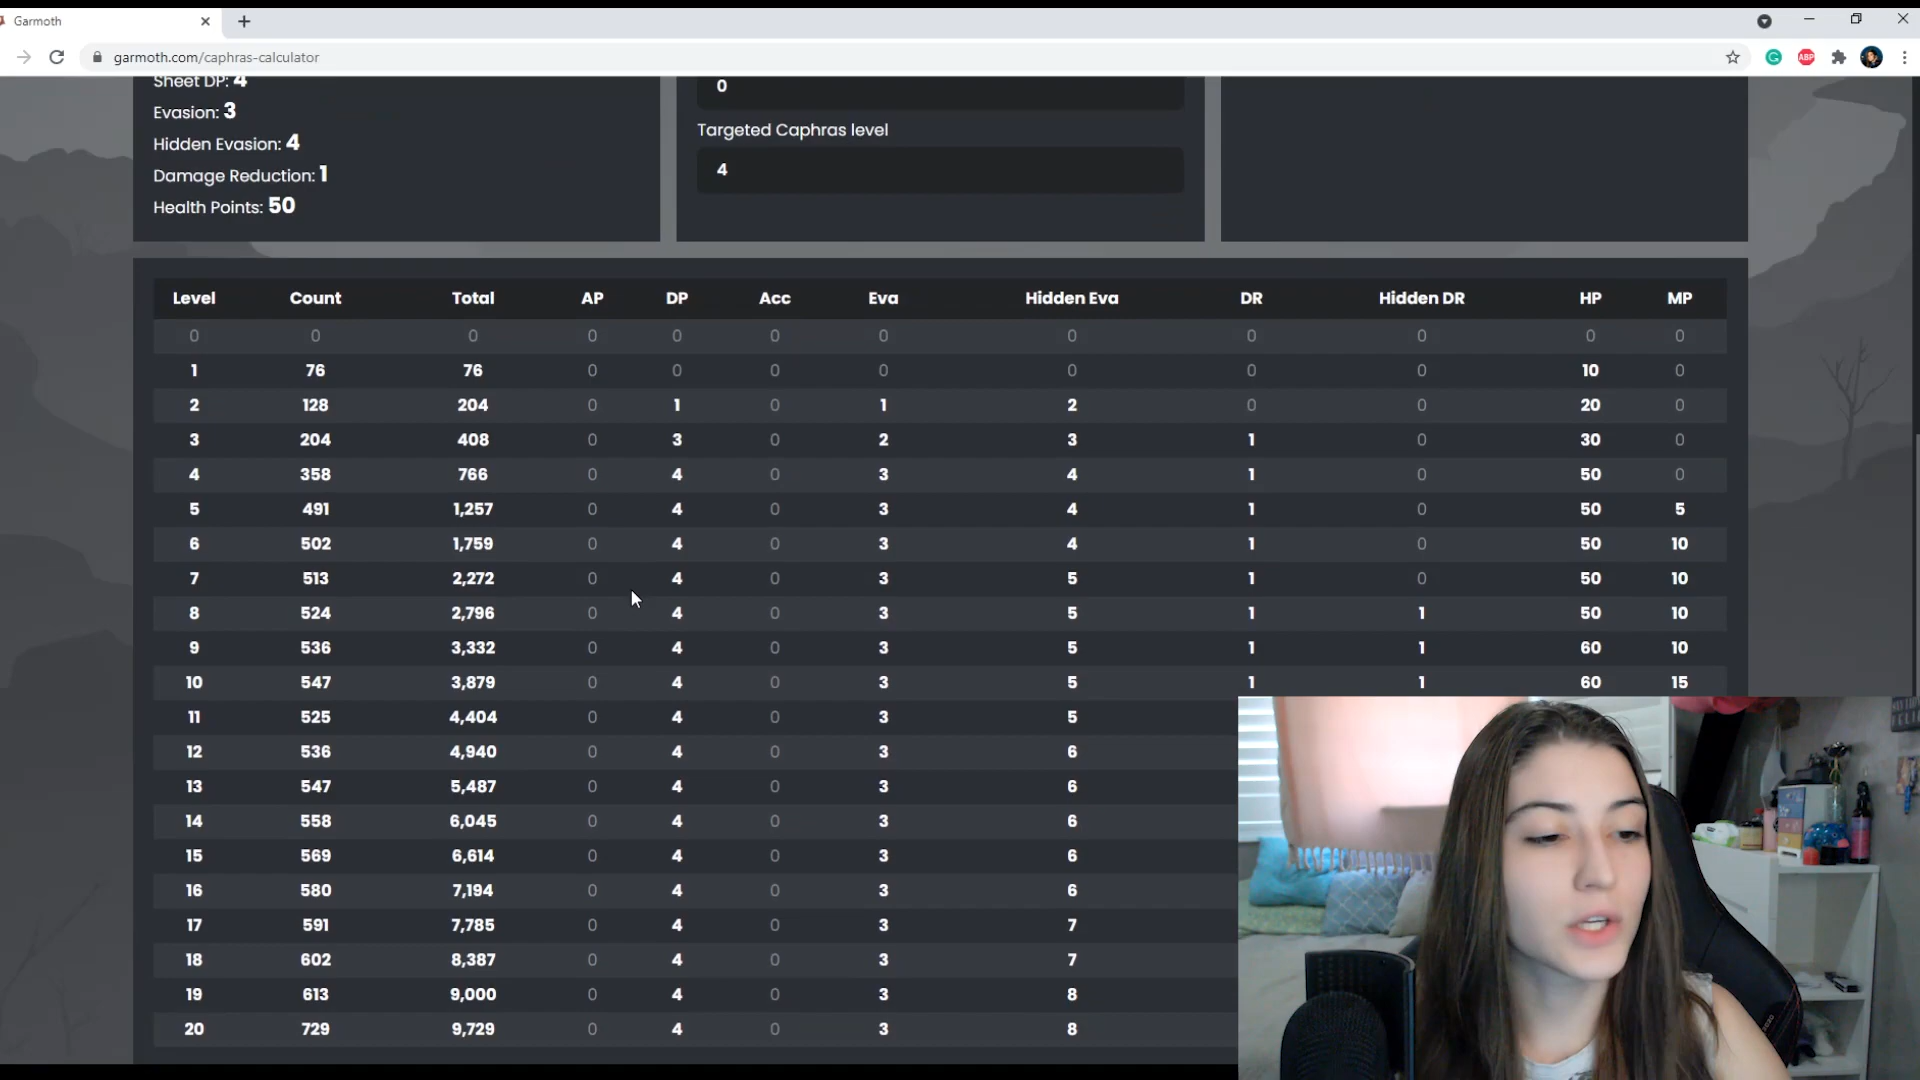 Garmoth
garmoth.com/caphras-calculator
ABP
Sheet DP: 4
Evasion: 3
Hidden Evasion: 4
Damage Reduction: 1
Health Points: 50
0
Targeted Caphras level
4
Level Count Total AP DP Acc Eva Hidden Eva DR Hidden DR HP MP
0 0 0 0 0 0 0 0 0 0 0 0
1 76 76 0 0 0 0 0 0 0 10 0
2 128 204 0 1 0 1 2 0 0 20 0
3 204 408 0 3 0 2 3 1 0 30 0
4 358 766 0 4 0 3 4 1 0 50 0
5 491 1,257 0 4 0 3 4 1 0 50 5
6 502 1,759 0 4 0 3 4 1 0 50 10
7 513 2,272 0 4 0 3 5 1 0 50 10
8 524 2,796 0 4 0 3 5 1 1 50 10
9 536 3,332 0 4 0 3 5 1 1 60 10
10 547 3,879 0 4 0 3 5 1 1 60 15
11 525 4,404 0 4 0 3 5
12 536 4,940 0 4 0 3 6
13 547 5,487 0 4 0 3 6
14 558 6,045 0 4 0 3 6
15 569 6,614 0 4 0 3 6
16 580 7,194 0 4 0 3 6
17 591 7,785 0 4 0 3 7
18 602 8,387 0 4 0 3 7
19 613 9,000 0 4 0 3 8
20 729 9,729 0 4 0 3 8